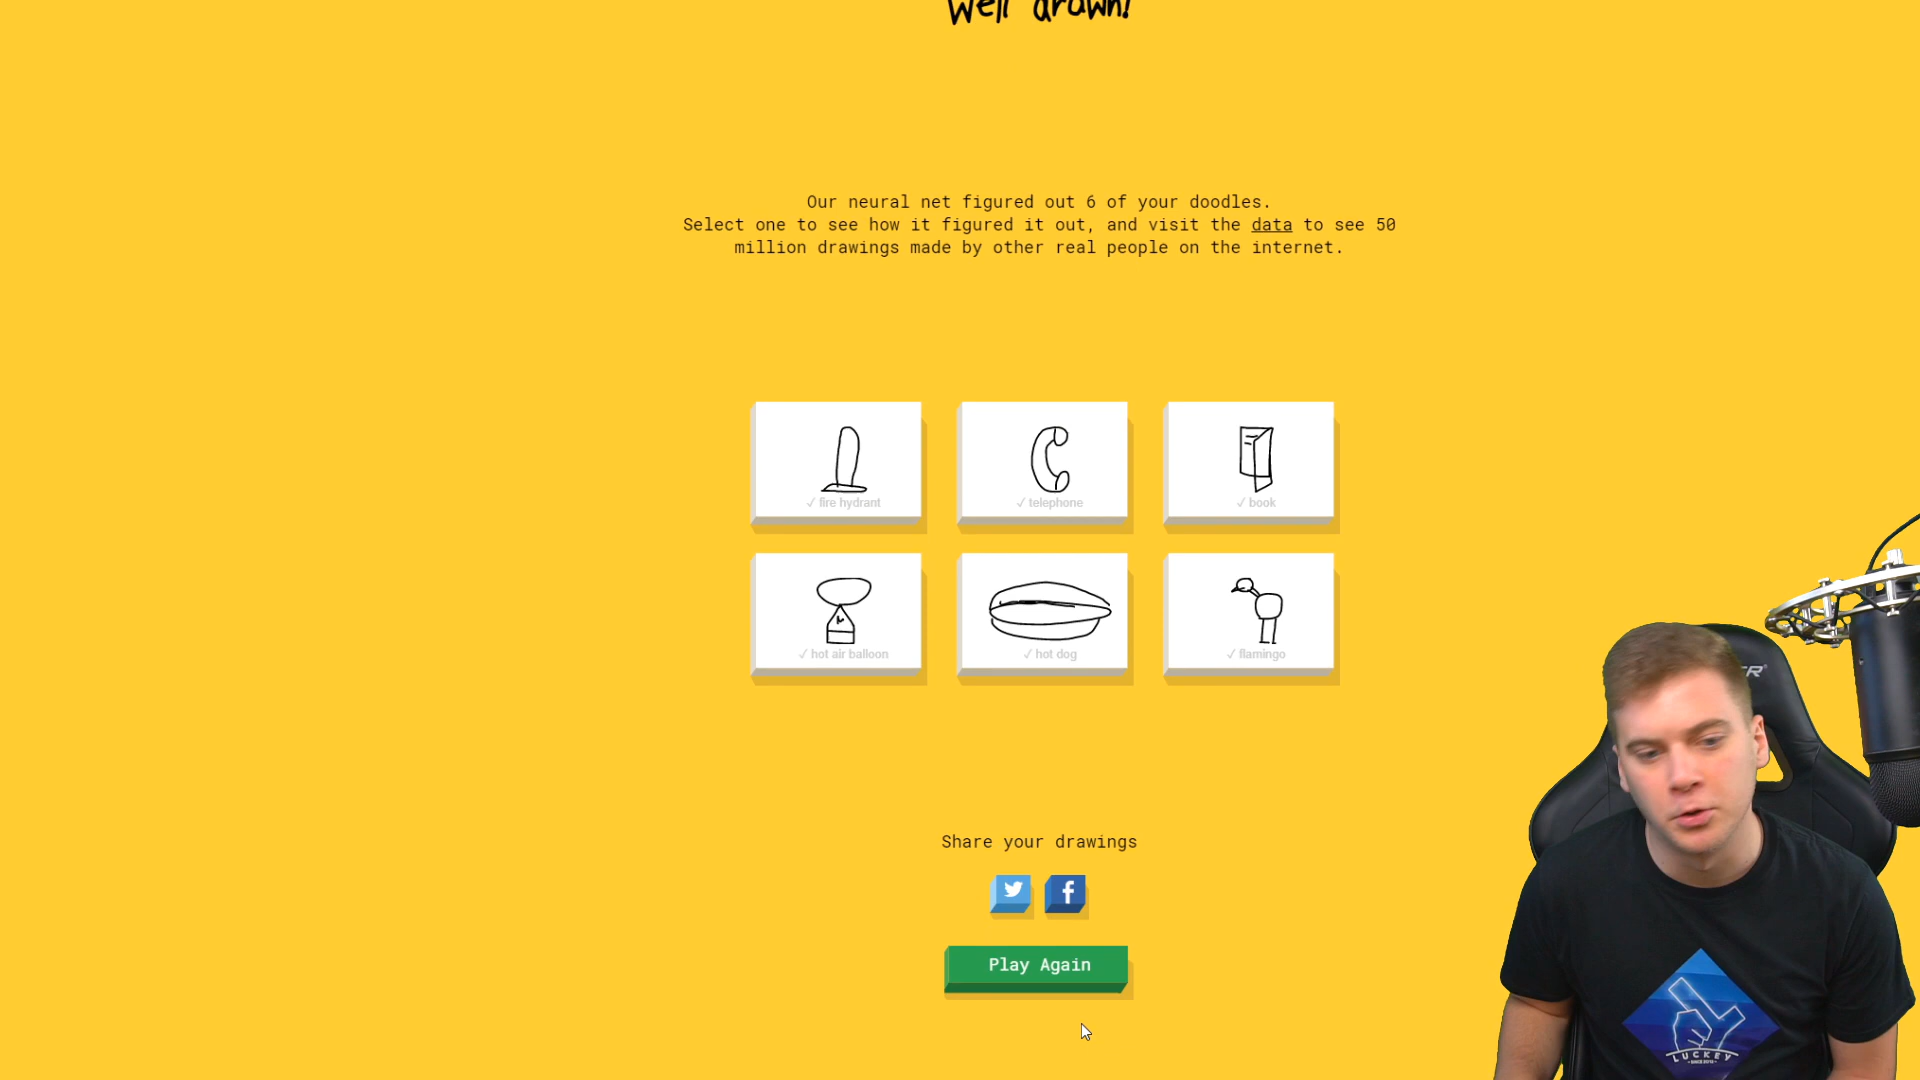 Well drawn!
Our neural net figured out 6 of your doodles.
Select one to see how it figured it out, and visit the data to see 50
million drawings made by other real people on the internet.
✓ fire hydrant
✓ telephone
✓ book
✓ hot air balloon
✓ hot dog
✓ flamingo
Share your drawings
Play Again
LUCKEY